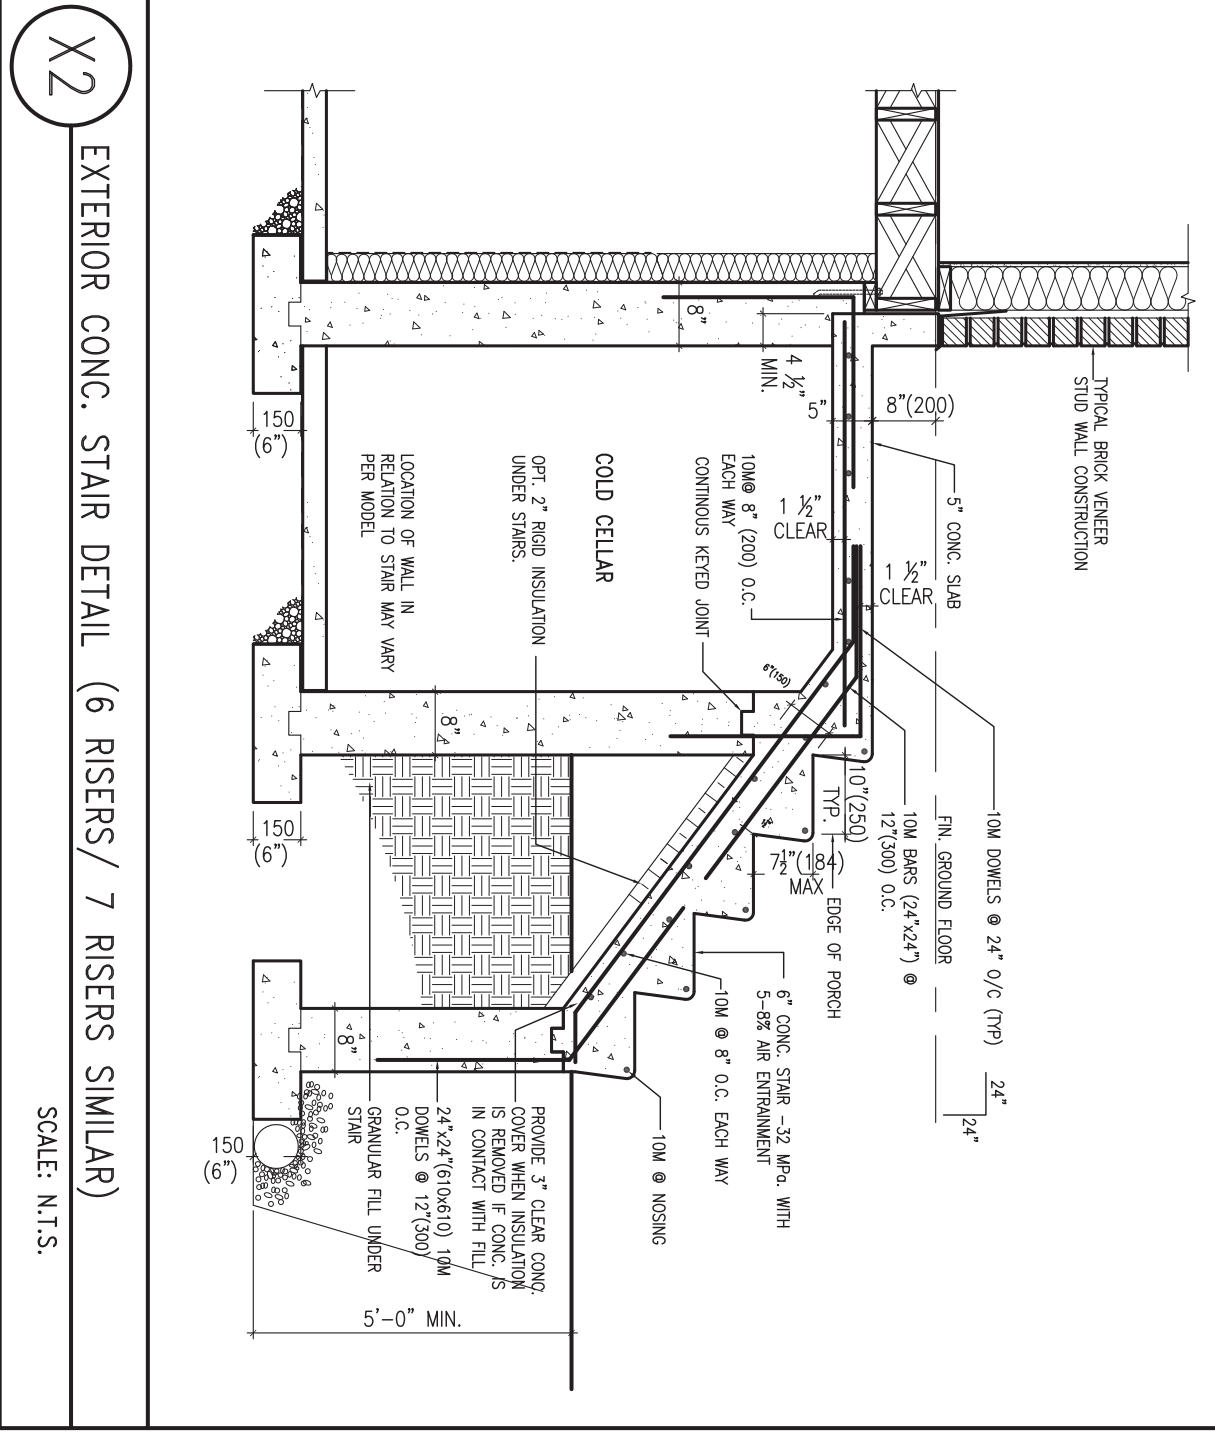 TYPICAL BRICK VENEER
STUD WALL CONSTRUCTION
5" CONC. SLAB
8"(200)
5"
4 ½"
MIN.
8"
1 ½"
CLEAR
1 ½"
CLEAR
10M DOWELS @ 24" O/C (TYP)
24"
24"
FIN. GROUND FLOOR
10M BARS (24"x24") @
12"(300) O.C.
10M@ 8" (200) O.C.
EACH WAY
CONTINOUS KEYED JOINT
6"(150)
10"(250)
TYP.
7½"(184)
MAX
EDGE OF PORCH
6" CONC. STAIR -32 MPa. WITH
5-8% AIR ENTRAINMENT
10M @ 8" O.C. EACH WAY
10M @ NOSING
COLD CELLAR
OPT. 2" RIGID INSULATION
UNDER STAIRS.
LOCATION OF WALL IN
RELATION TO STAIR MAY VARY
PER MODEL
8"
8"
PROVIDE 3" CLEAR CONC.
COVER WHEN INSULATION
IS REMOVED IF CONC. IS
IN CONTACT WITH FILL
24"x24"(610x610) 10M
DOWELS @ 12"(300)
O.C.
GRANULAR FILL UNDER
STAIR
150
(6")
150
(6")
150
(6")
5'-0" MIN.
X2
EXTERIOR CONC. STAIR DETAIL (6 RISERS/ 7 RISERS SIMILAR)
SCALE: N.T.S.